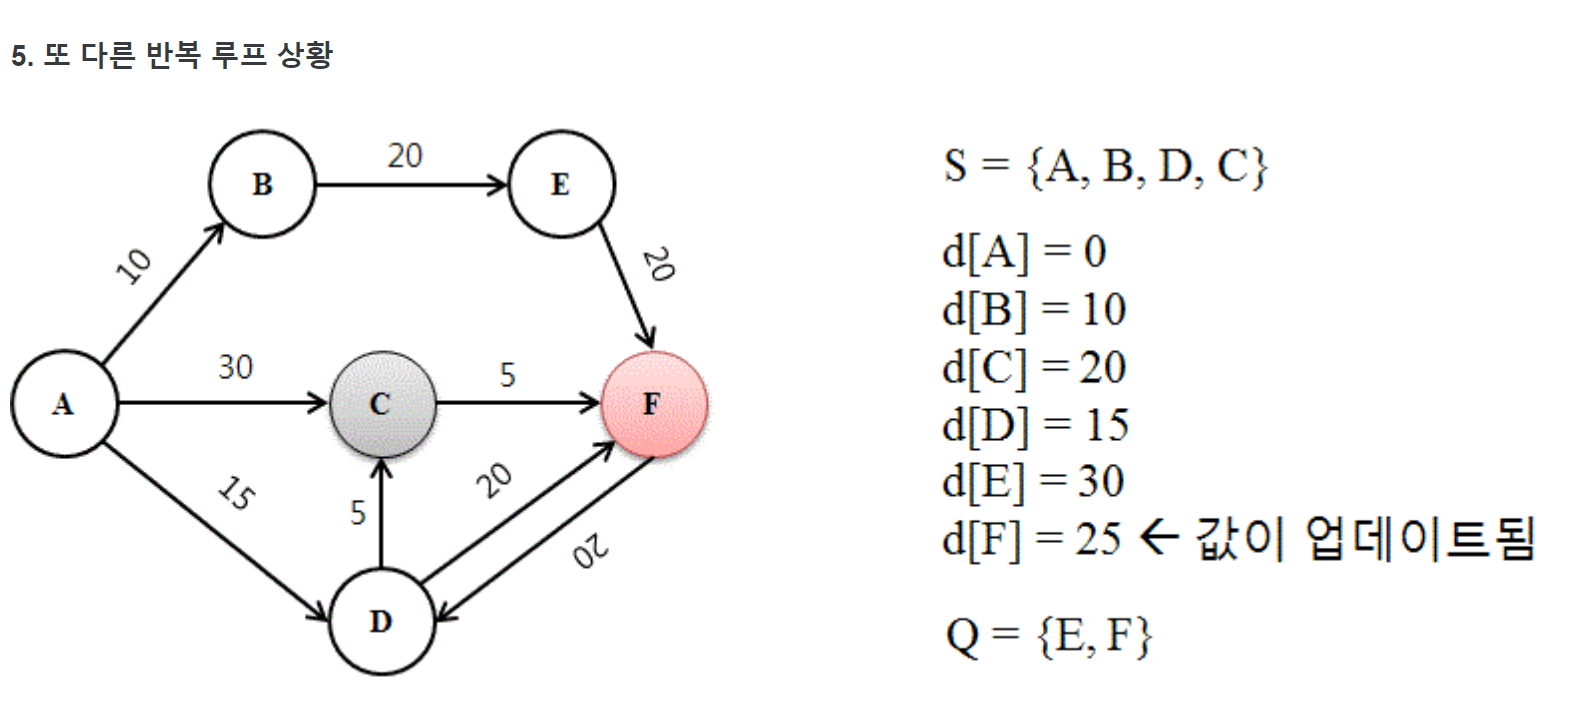 5. 또 다른 반복 루프 상황
B
20
E
10
20
A
30
C
5
F
15
5
20
20
D
S = {A, B, D, C}
d[A] = 0
d[B] = 10
d[C] = 20
d[D] = 15
d[E] = 30
d[F] = 25 ← 값이 업데이트됨
Q = {E, F}